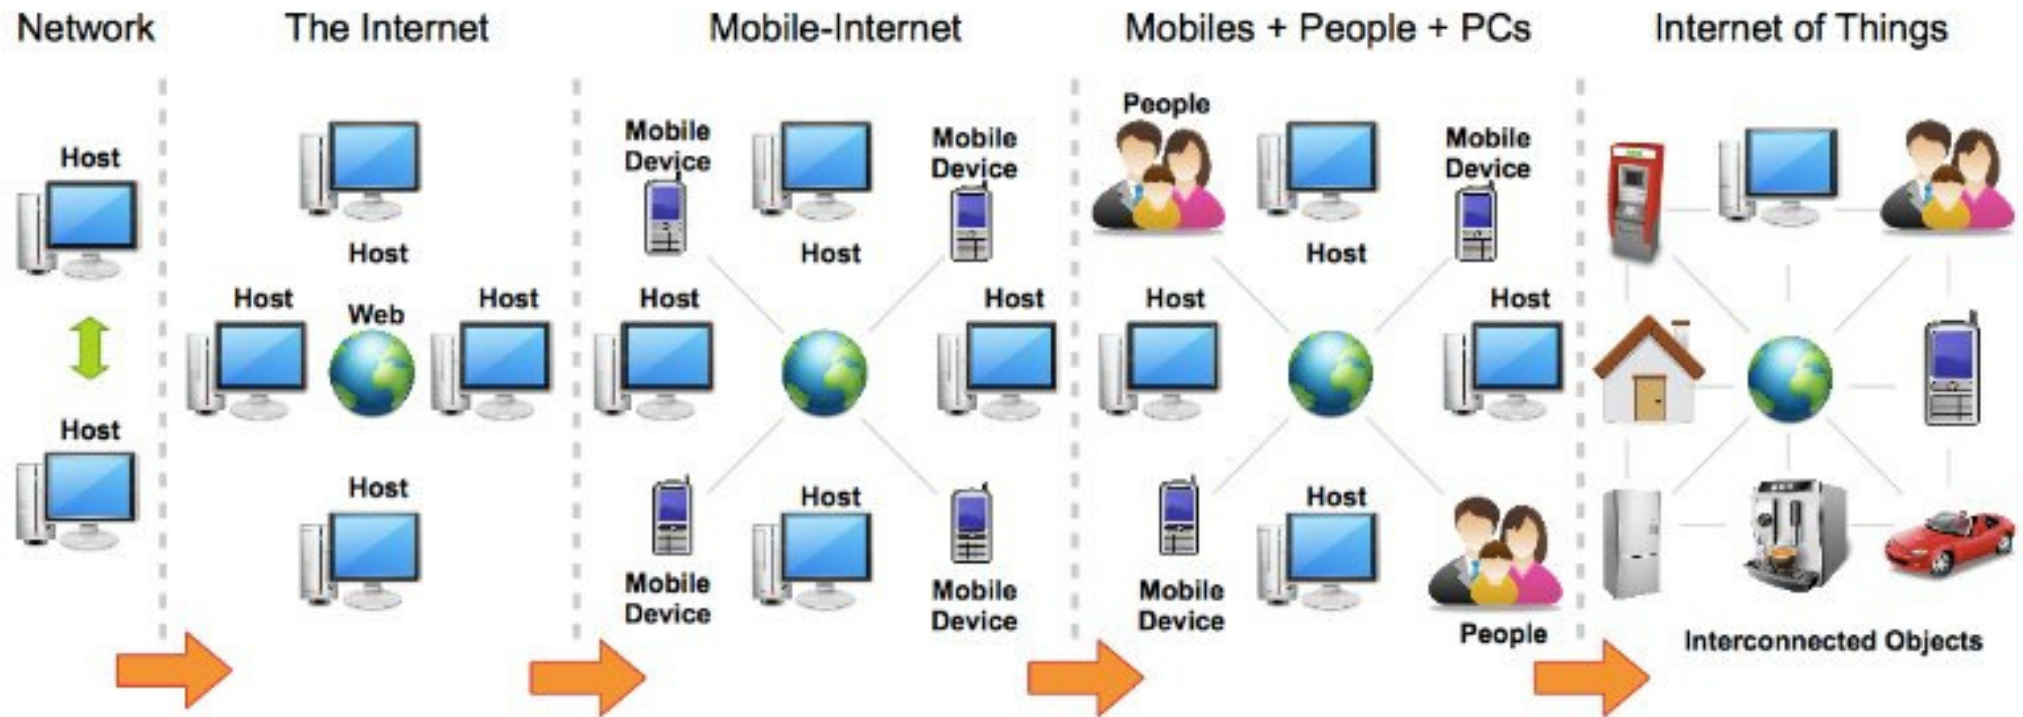 Network
The Internet
Mobile-Internet
Mobiles + People + PCs
Internet of Things
Host
Host
Host
Host
Web
Host
Host
Mobile
Device
Mobile
Device
Host
Host
Host
Host
Mobile
Device
Mobile
Device
People
Mobile
Device
Host
Host
Host
Host
Mobile
Device
People
Interconnected Objects